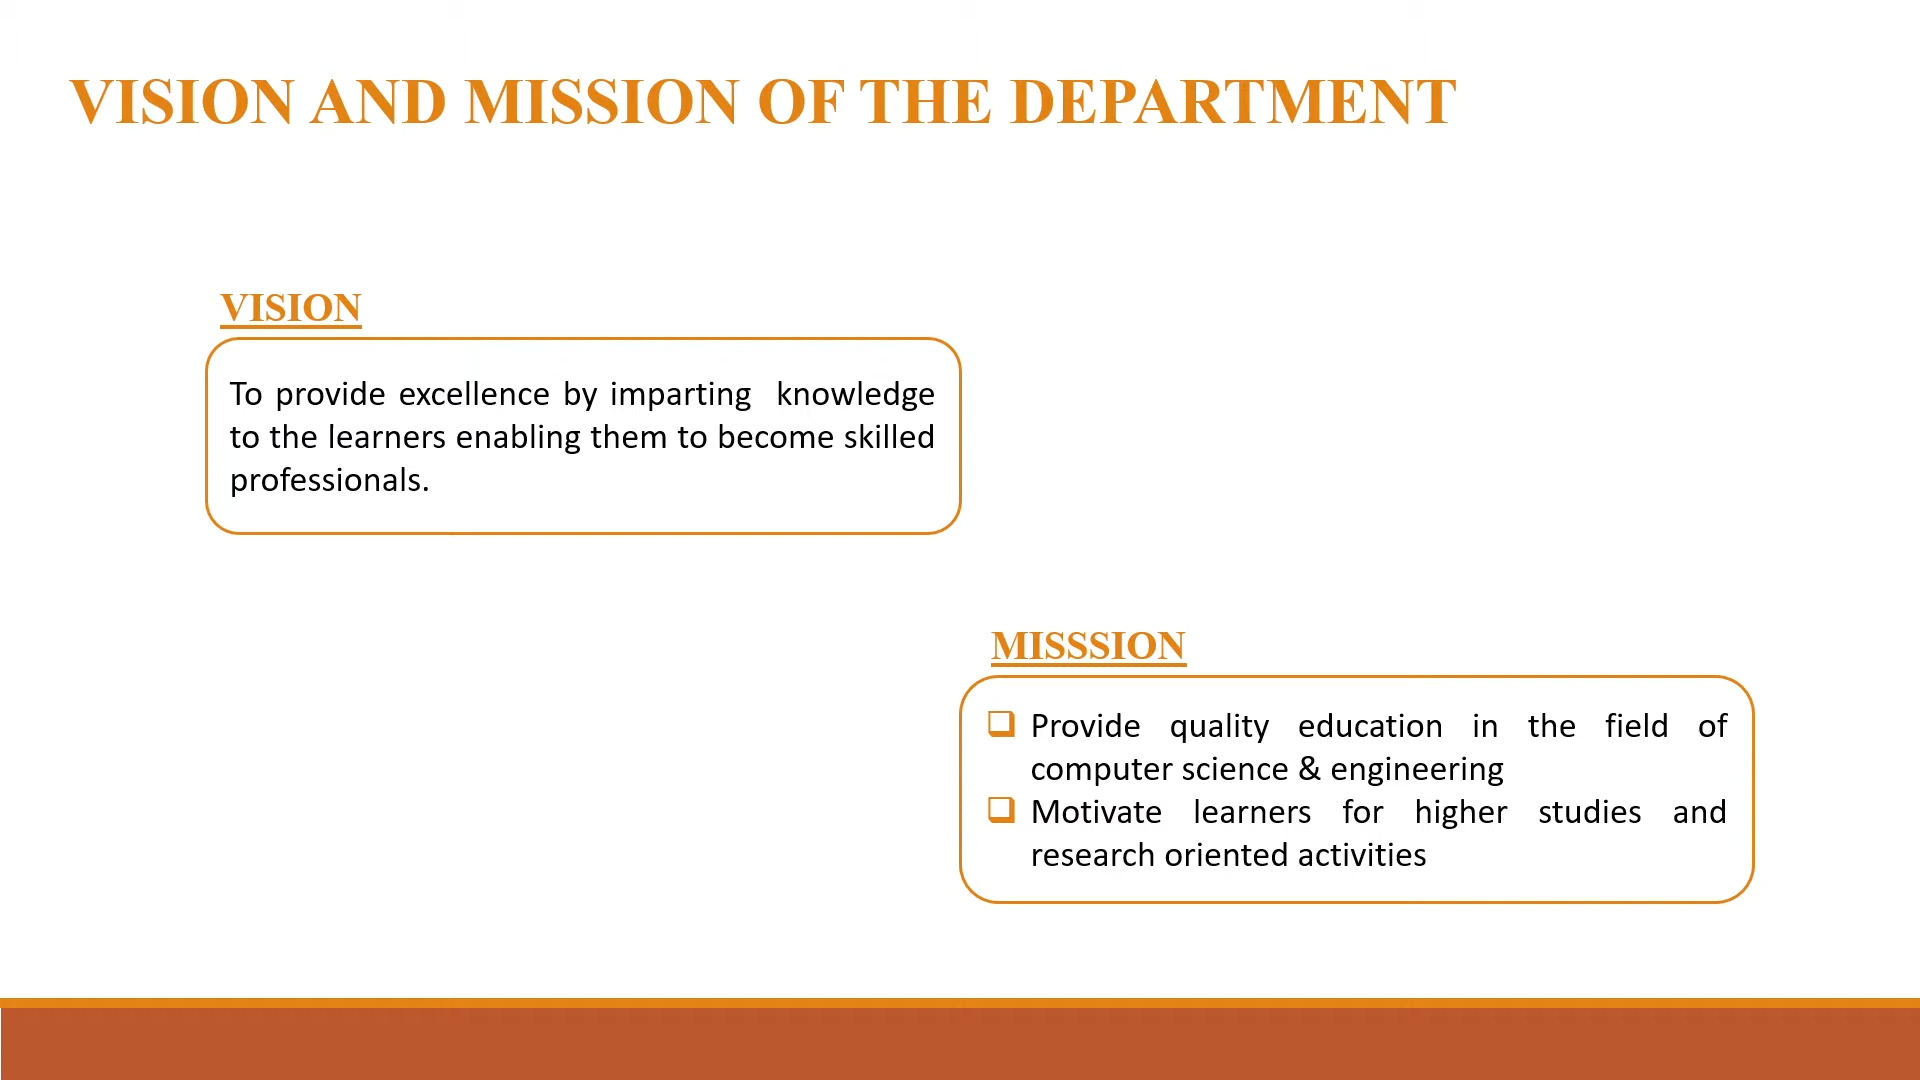 VISION AND MISSION OF THE DEPARTMENT
VISION
To provide excellence by imparting knowledge
to the learners enabling them to become skilled
professionals.
MISSSION
Provide quality education in the field of
computer science & engineering
Motivate learners for higher studies and
research oriented activities